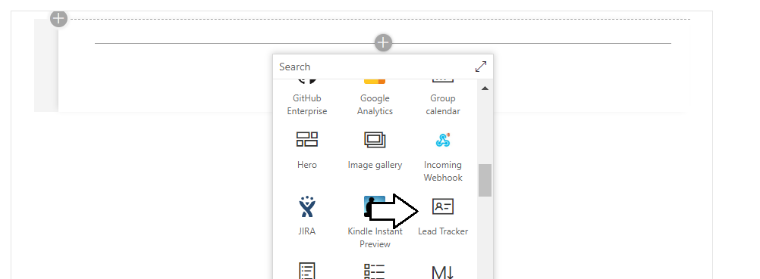 Search
GitHub Enterprise
Google Analytics
Group calendar
Hero
Image gallery
Incoming Webhook
JIRA
Kindle Instant Preview
Lead Tracker
M↓